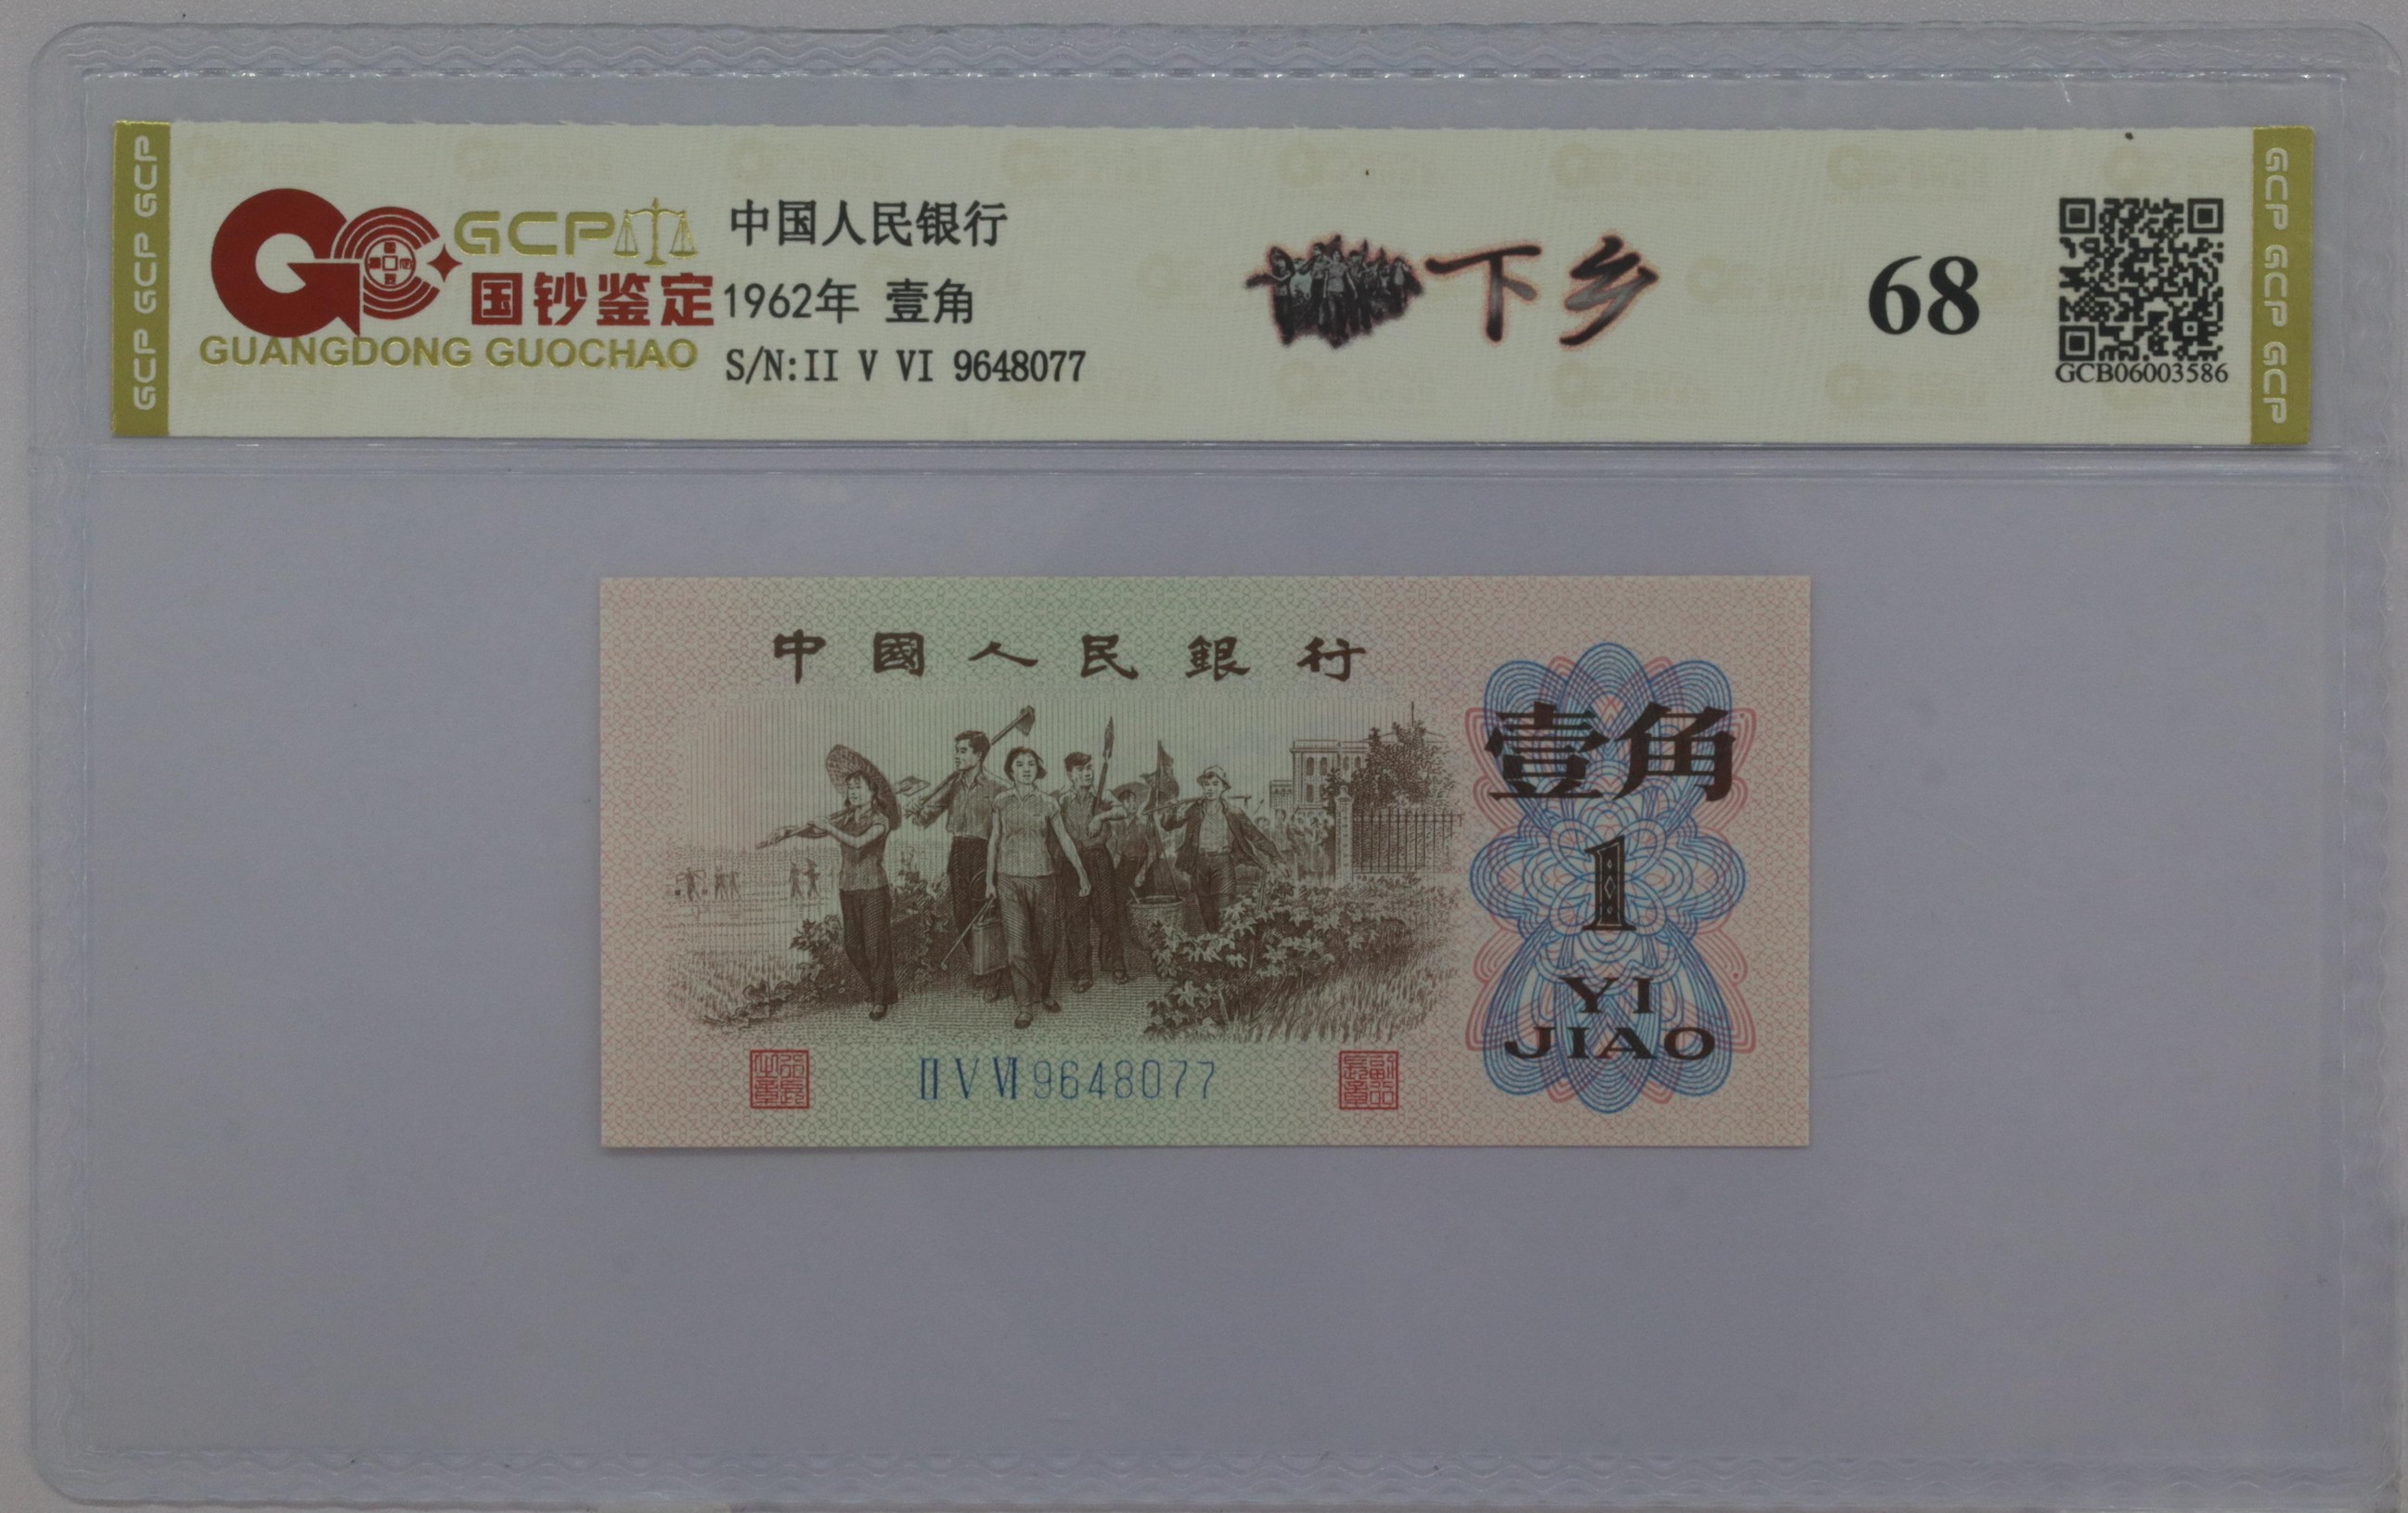 GCP GCP GCP
GCP
国钞鉴定
GUANGDONG GUOCHAO
中国人民银行
1962年 壹角
S/N:II V VI 9648077
下乡
68
GCB06003586
GCP GCP GCP
中國人民銀行
壹角
1
YI
JIAO
II V VI 9648077